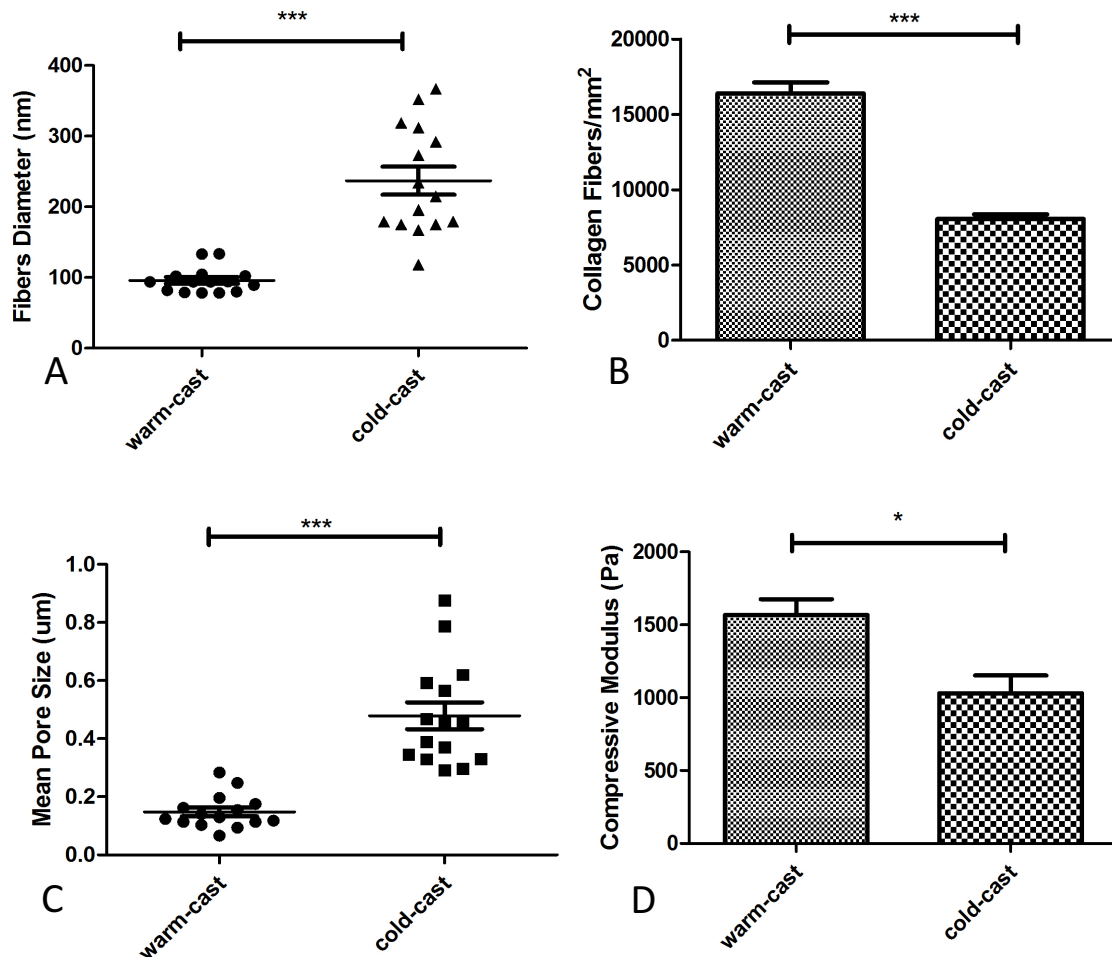 ***
Fibers Diameter (nm)
400
300
200
100
0
warm-cast
cold-cast
A
***
Collagen Fibers/mm²
20000
15000
10000
5000
0
warm-cast
cold-cast
B
***
Mean Pore Size (um)
1.0
0.8
0.6
0.4
0.2
0.0
warm-cast
cold-cast
C
*
Compressive Modulus (Pa)
2000
1500
1000
500
0
warm-cast
cold-cast
D